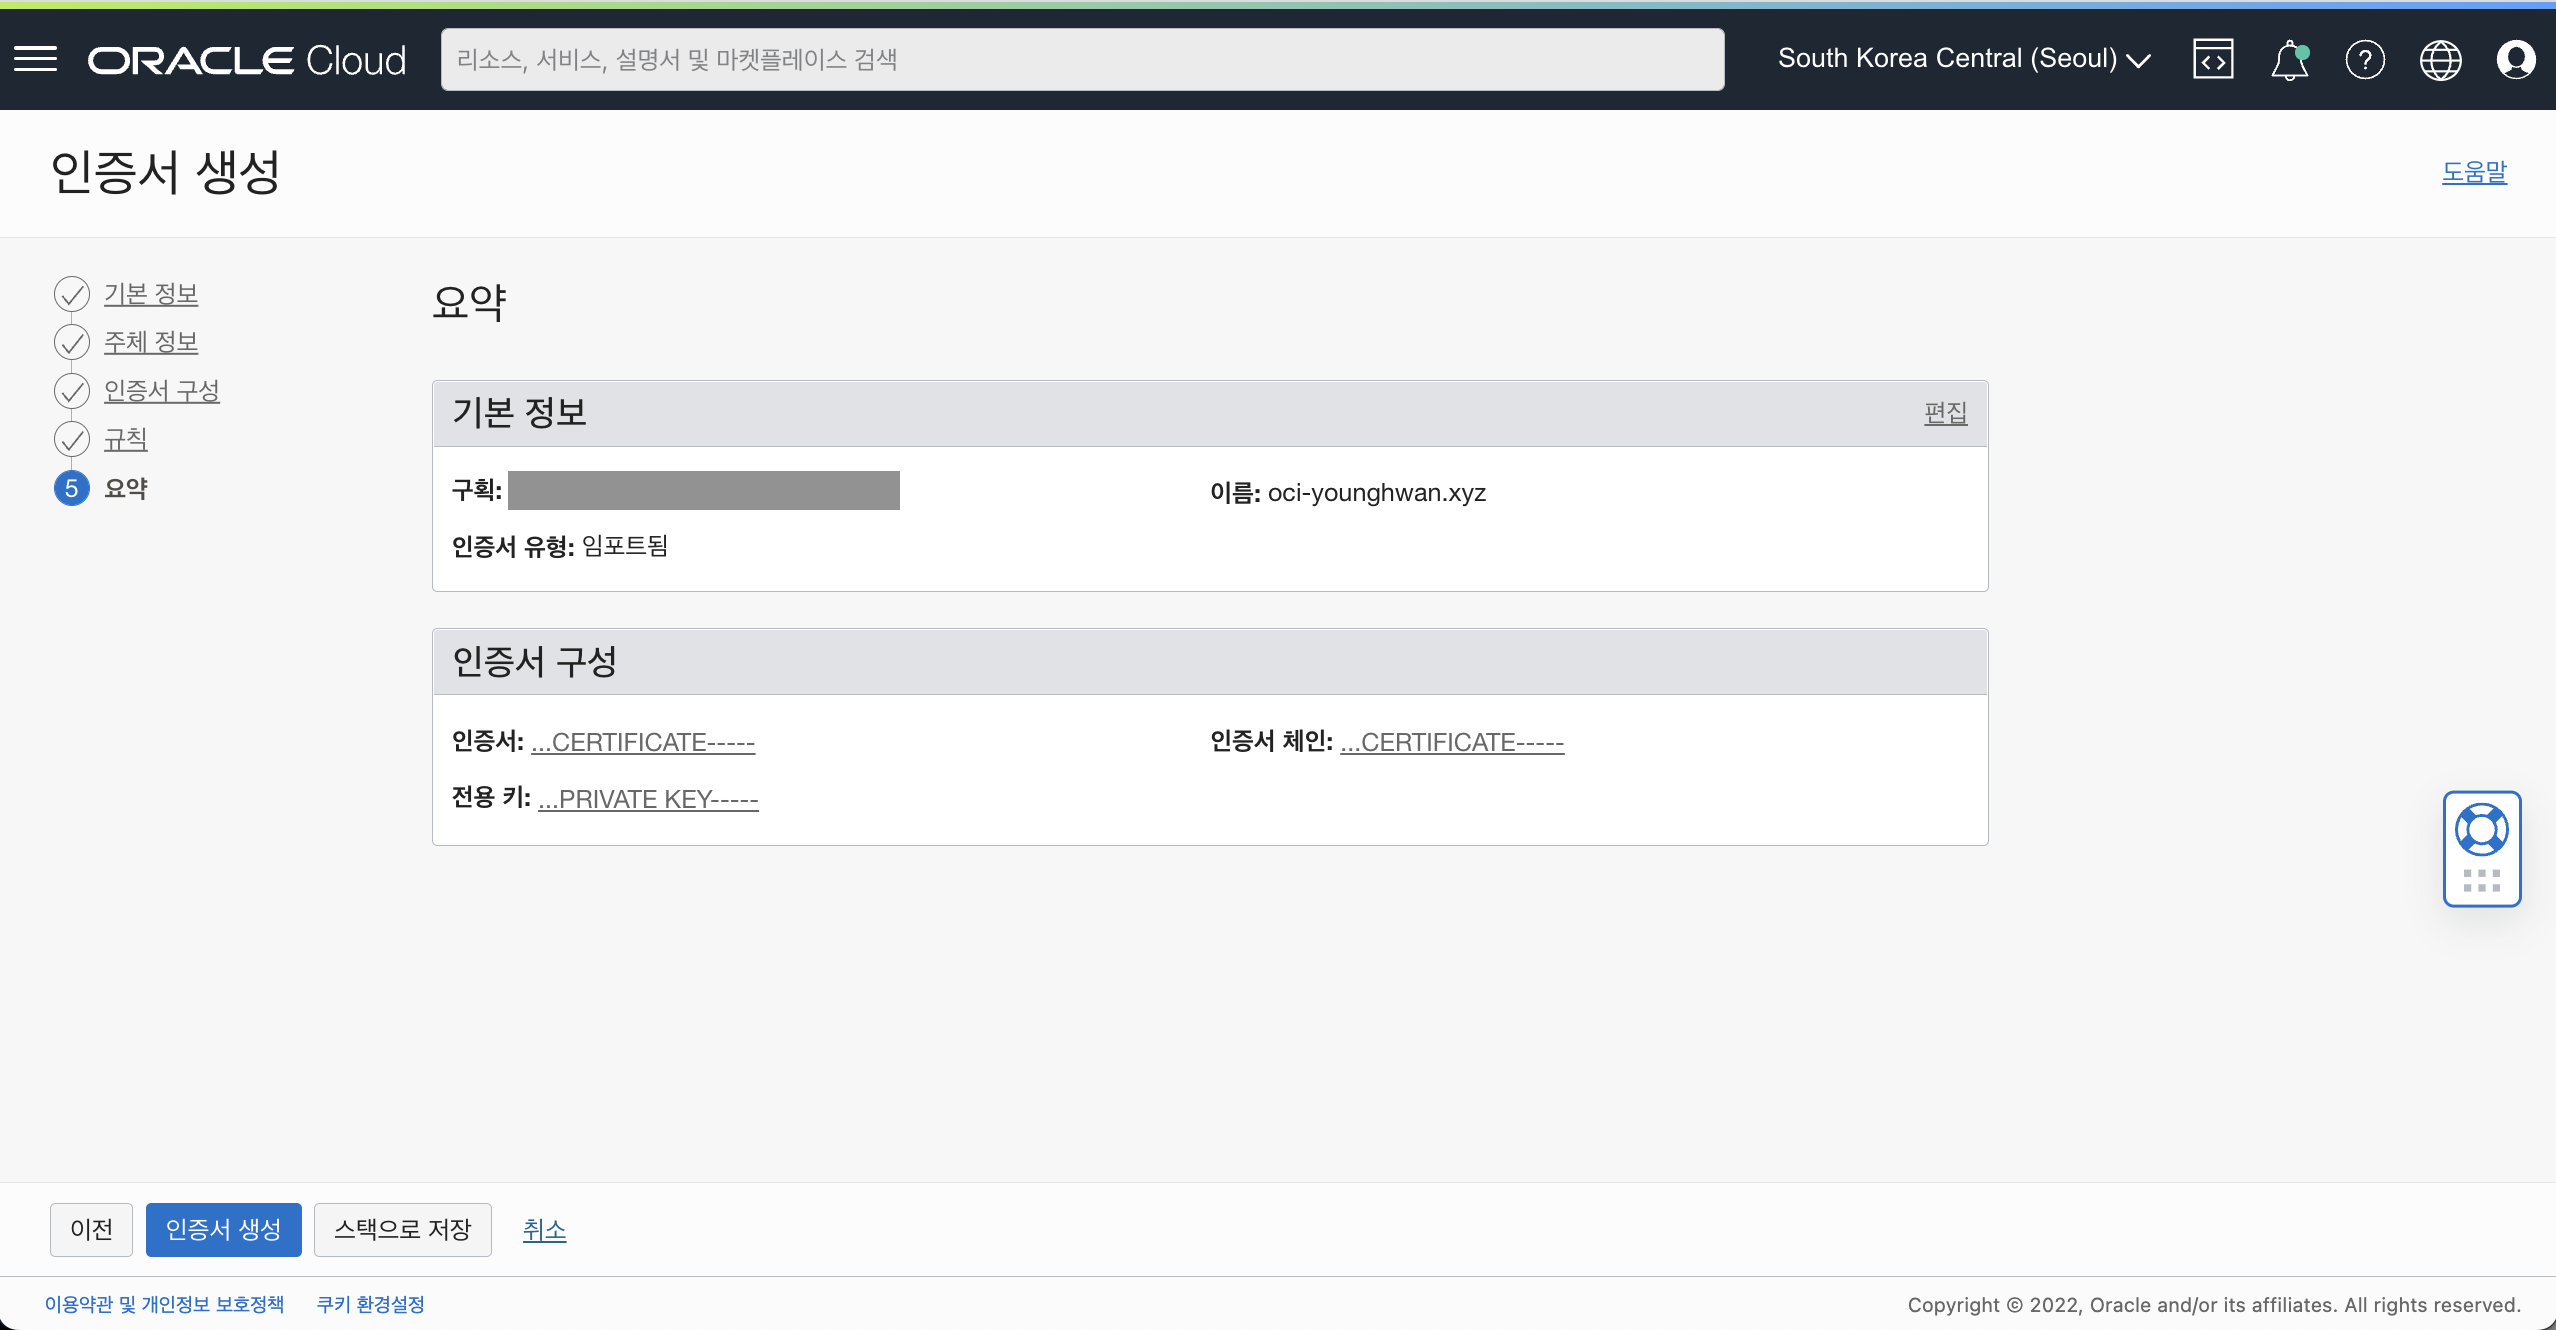 ORACLE Cloud
리소스, 서비스, 설명서 및 마켓플레이스 검색
South Korea Central (Seoul)
인증서 생성
도움말
기본 정보
주체 정보
인증서 구성
규칙
5 요약
요약
기본 정보
편집
구획:
이름: oci-younghwan.xyz
인증서 유형: 임포트됨
인증서 구성
인증서: ...CERTIFICATE-----
인증서 체인: ...CERTIFICATE-----
전용 키: ...PRIVATE KEY-----
이전
인증서 생성
스택으로 저장
취소
이용약관 및 개인정보 보호정책
쿠키 환경설정
Copyright © 2022, Oracle and/or its affiliates. All rights reserved.